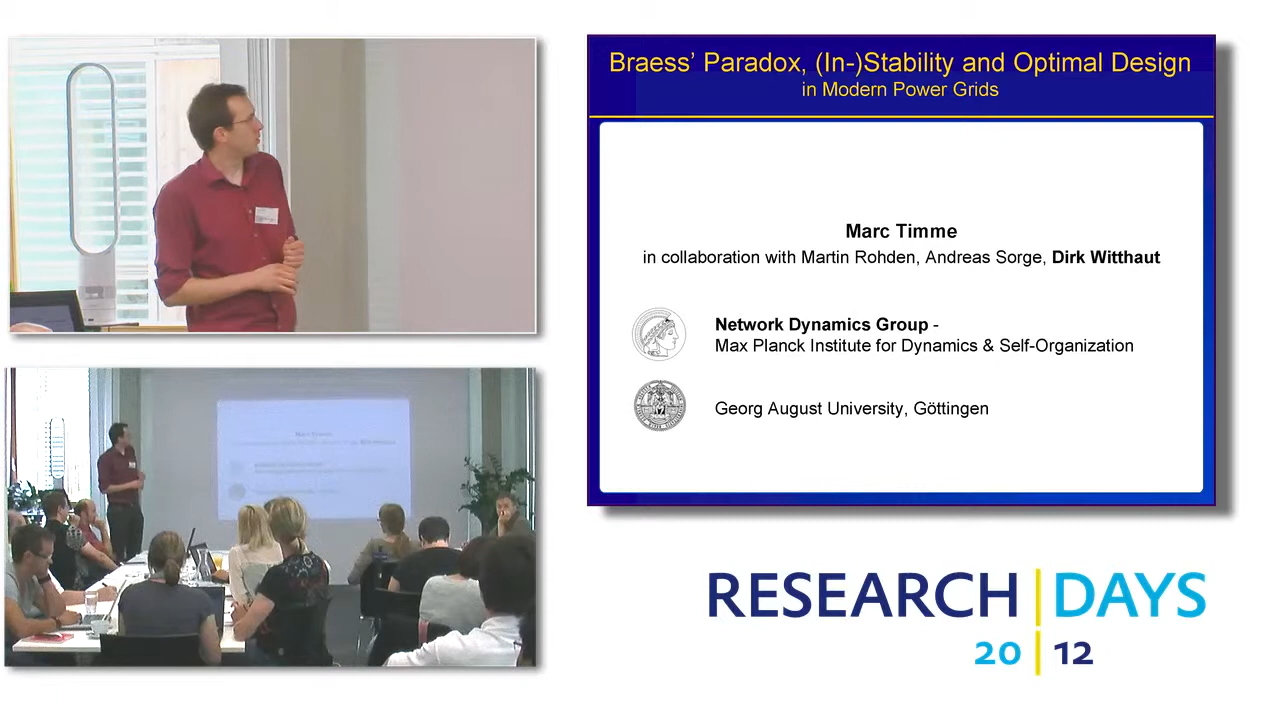 Braess' Paradox, (In-)Stability and Optimal Design
in Modern Power Grids
Marc Timme
in collaboration with Martin Rohden, Andreas Sorge, Dirk Witthaut
Network Dynamics Group -
Max Planck Institute for Dynamics & Self-Organization
Georg August University, Göttingen
RESEARCH DAYS
20 12